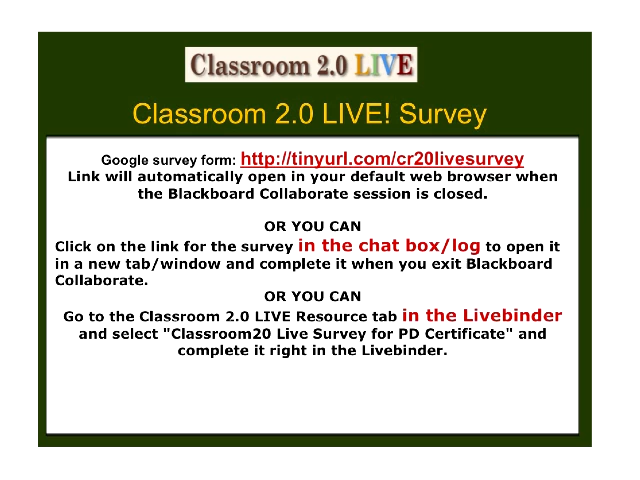 Classroom 2.0 LIVE
Classroom 2.0 LIVE! Survey
Google survey form: http://tinyurl.com/cr20livesurvey
Link will automatically open in your default web browser when
the Blackboard Collaborate session is closed.
OR YOU CAN
Click on the link for the survey in the chat box/log to open it
in a new tab/window and complete it when you exit Blackboard
Collaborate.
OR YOU CAN
Go to the Classroom 2.0 LIVE Resource tab in the Livebinder
and select "Classroom20 Live Survey for PD Certificate" and
complete it right in the Livebinder.